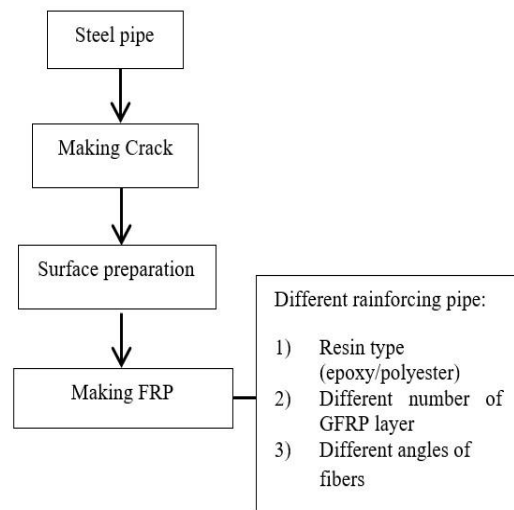 Steel pipe
Making Crack
Surface preparation
Making FRP
Different rainforcing pipe:
1) Resin type
(epoxy/polyester)
2) Different number of
GFRP layer
3) Different angles of
fibers